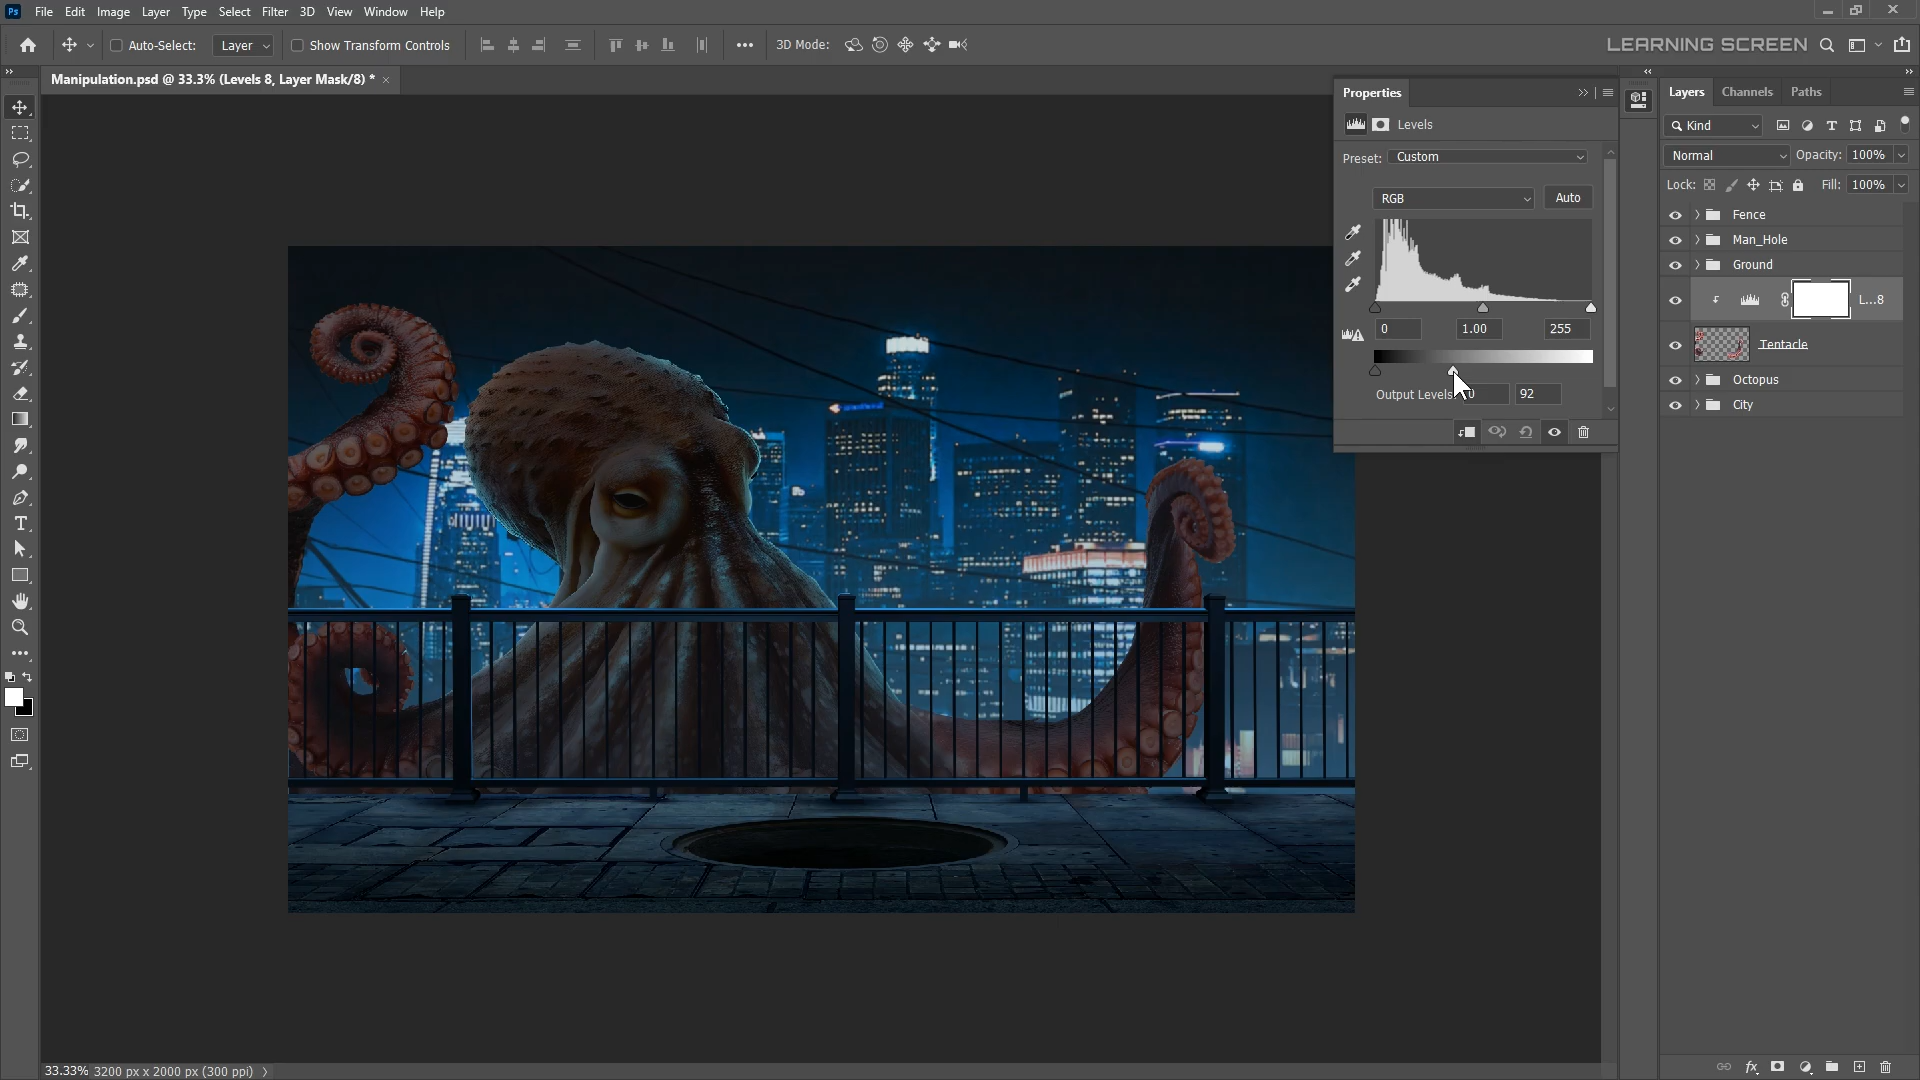 Ps File Edit Image Layer Type Select Filter 3D View Window Help
Auto-Select: Layer Show Transform Controls 3D Mode: LEARNING SCREEN
Manipulation.psd @ 33.3% (Levels 8, Layer Mask/8) * ×
Properties
Levels
Preset: Custom
RGB Auto
0 1.00 255
Output Levels: 0 92
Layers Channels Paths
Kind
Normal Opacity: 100%
Lock: Fill: 100%
Fence
Man_Hole
Ground
L...8
Tentacle
Octopus
City
33.33% 3200 px x 2000 px (300 ppi)